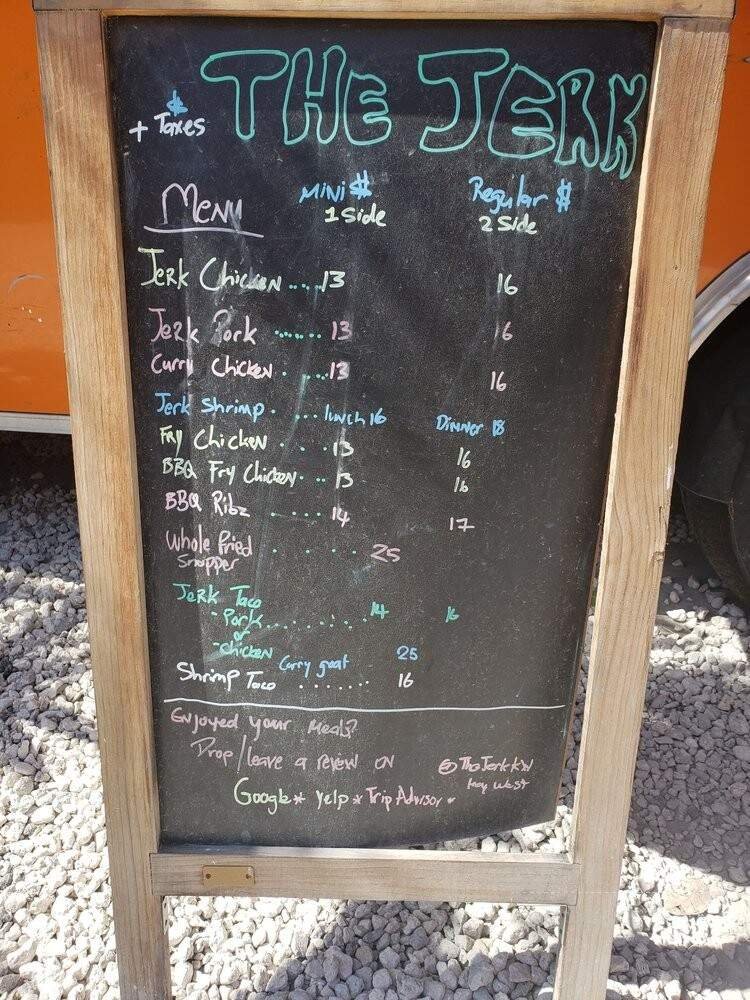 THE JERK
$
+ Taxes
Menu
MiNi $
1 Side
Regular $
2 Side
Jerk Chicken .... 13 16
Jerk Pork ...... 13 16
Curry Chicken . ... 13 16
Jerk Shrimp . ... lunch 16 Dinner 18
Fry Chicken . . . 13 16
BBQ Fry Chicken . . 13 16
BBQ Ribz ..... 14 17
Whole Fried . . . . 25
Snapper
Jerk Taco
- Pork .......... 14 16
or
- Chicken
Curry goat 25
Shrimp Taco ....... 16
Enjoyed your meal?
Drop/leave a review on
@TheJerkkw
Key West
Google * Yelp * Trip Advisor *